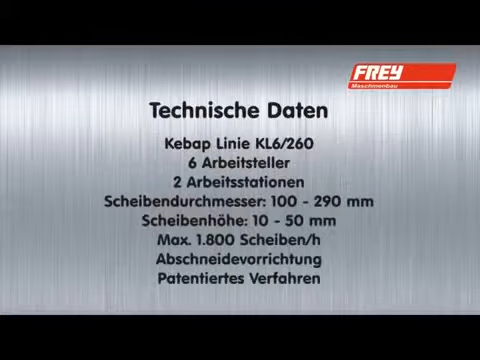 FREY
Maschinenbau
Technische Daten
Kebap Linie KL6/260
6 Arbeitsteller
2 Arbeitsstationen
Scheibendurchmesser: 100 - 290 mm
Scheibenhöhe: 10 - 50 mm
Max. 1.800 Scheiben/h
Abschneidevorrichtung
Patentiertes Verfahren